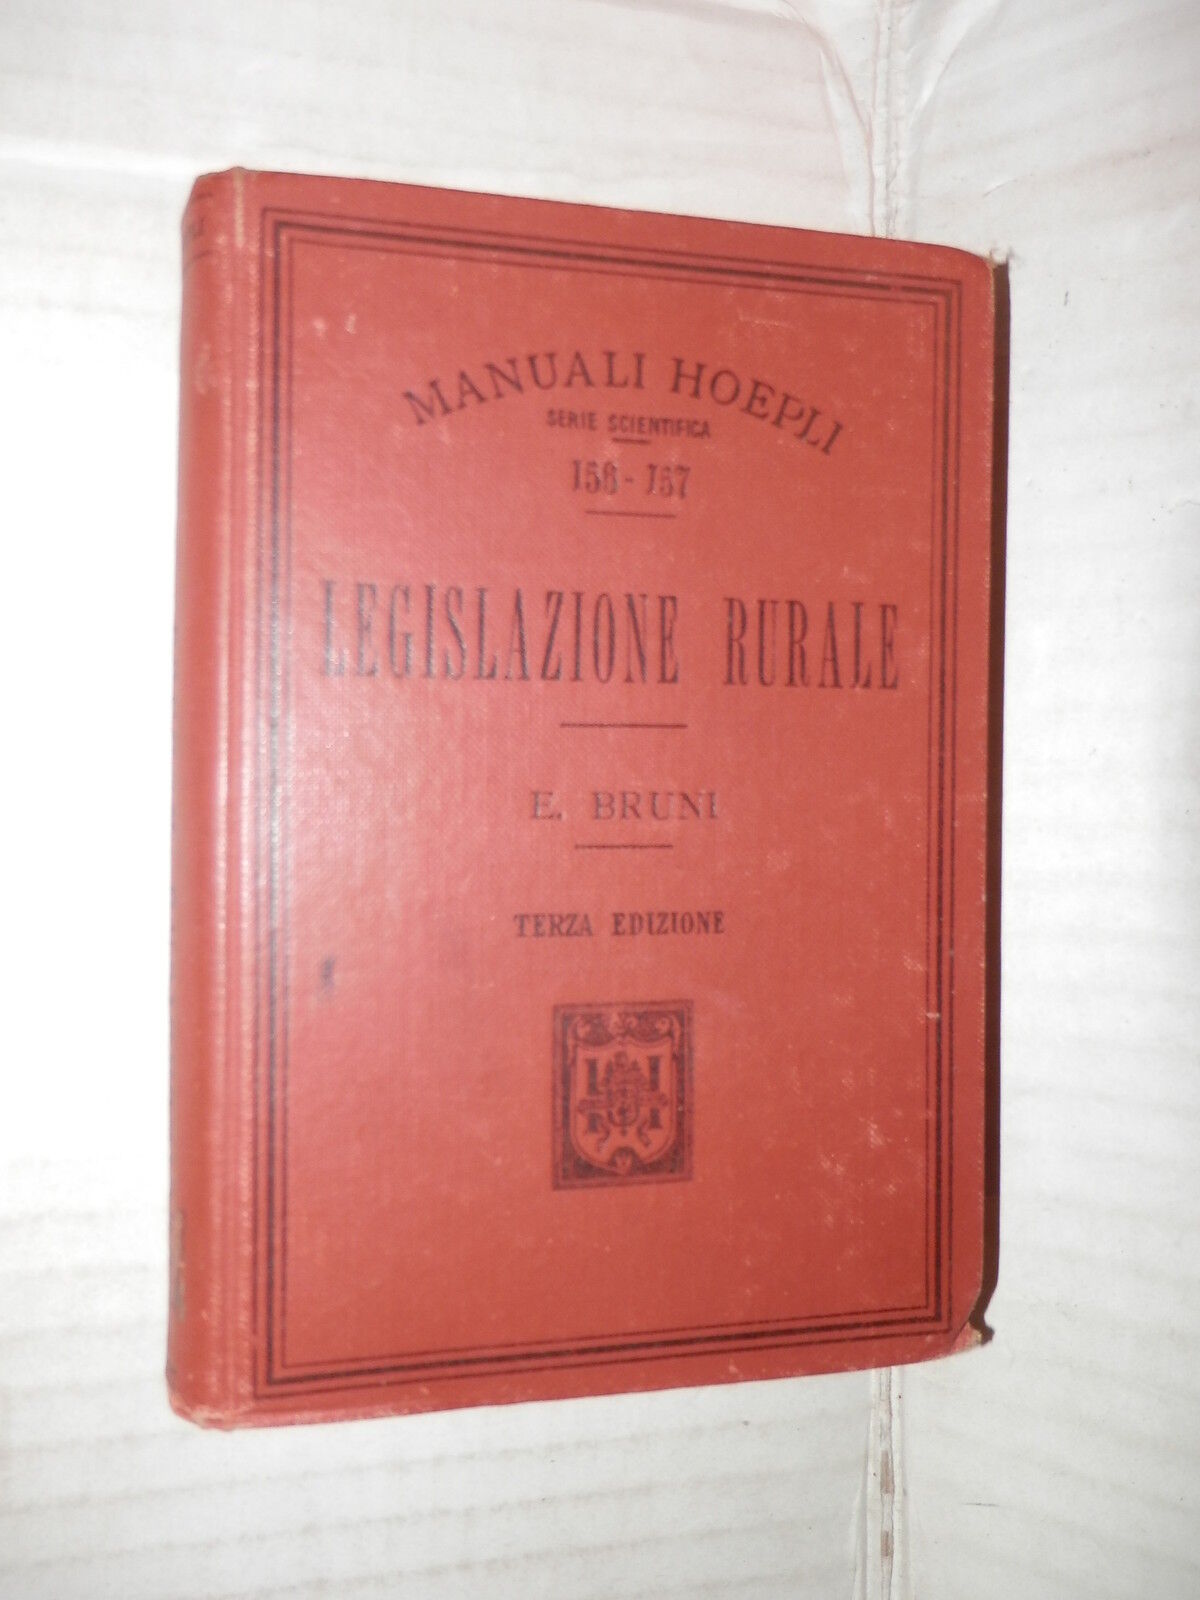 MANUALI HOEPLI
SERIE SCIENTIFICA
156-157
LEGISLAZIONE RURALE
E. BRUNI
TERZA EDIZIONE